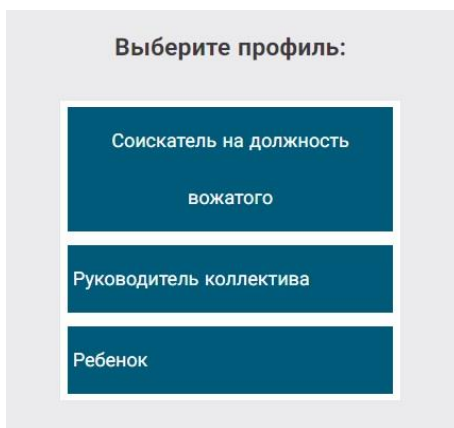 Выберите профиль:
Соискатель на должность
вожатого
Руководитель коллектива
Ребенок